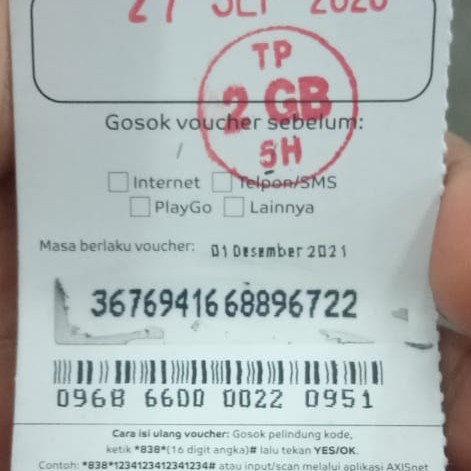 27 SEP 2020
TP
2 GB
5H
Gosok voucher sebelum:
/
Internet Telpon/SMS
PlayGo Lainnya
Masa berlaku voucher: 01 Desember 2021
3676941668896722
0968 6600 0022 0951
Cara isi ulang voucher: Gosok pelindung kode,
ketik *838*(16 digit angka)# lalu tekan YES/OK.
Contoh: *838*1234123412341234# atau input/scan melalui aplikasi AXISnet